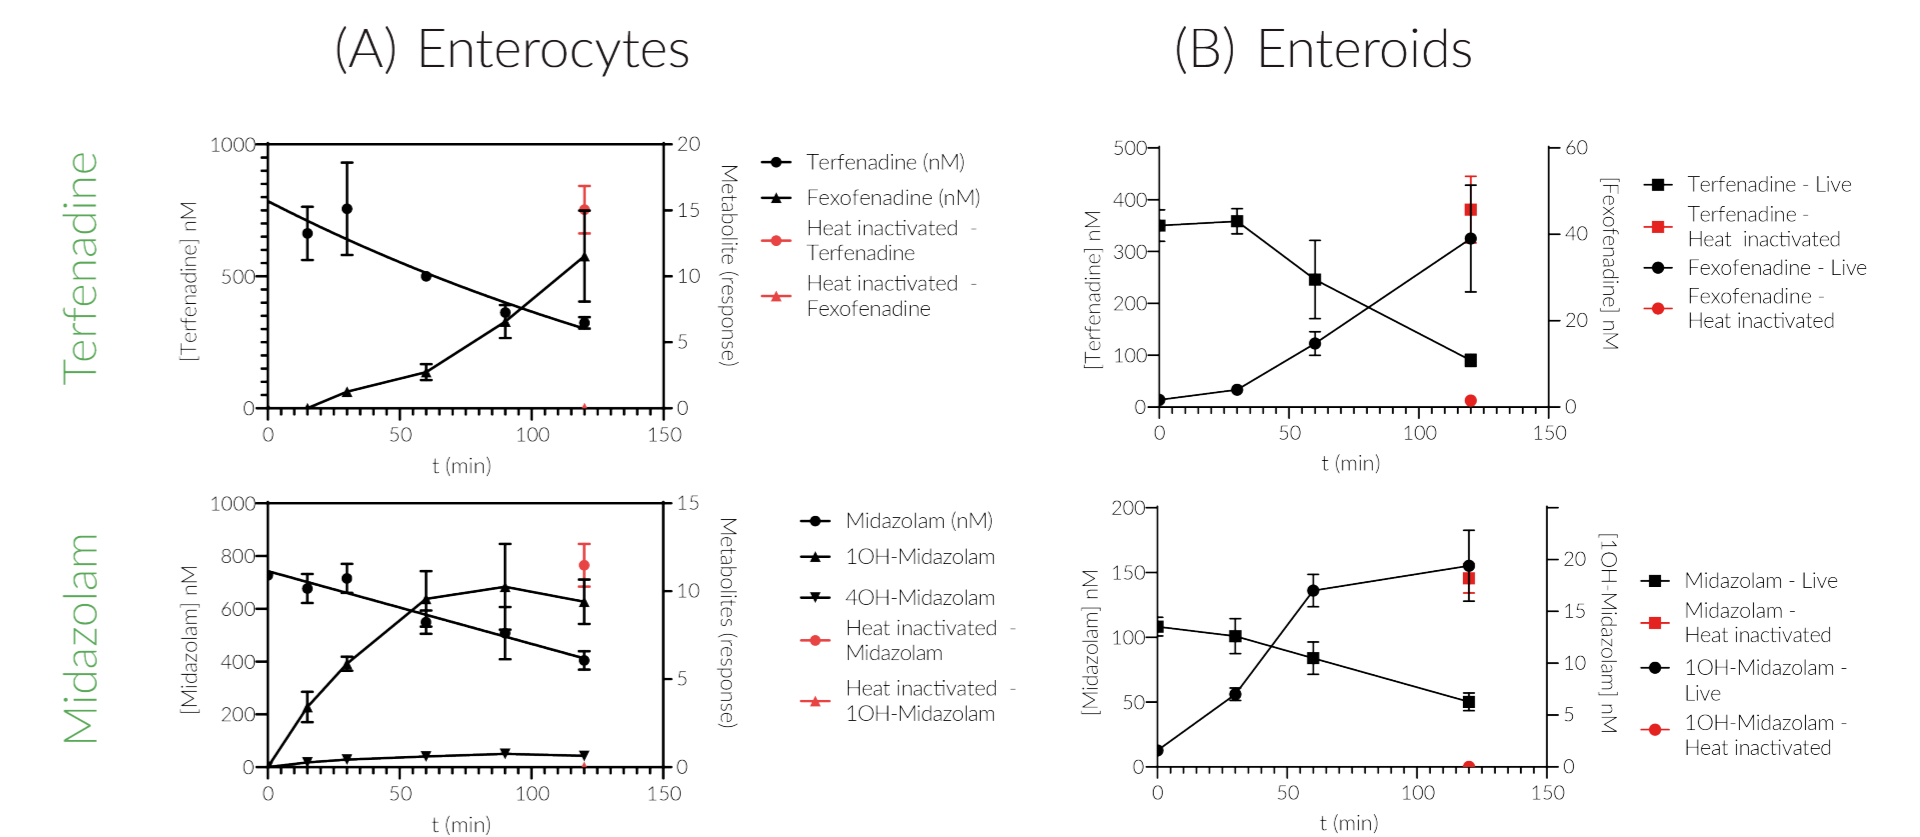 (A) Enterocytes
(B) Enteroids
Terfenadine
1000
500
0
[Terfenadine] nM
20
15
10
5
0
Metabolite (response)
0
50
100
150
t (min)
Terfenadine (nM)
Fexofenadine (nM)
Heat inactivated -
Terfenadine
Heat inactivated -
Fexofenadine
500
400
300
200
100
0
[Terfenadine] nM
60
40
20
0
[Fexofenadine] nM
0
50
100
150
t (min)
Terfenadine - Live
Terfenadine -
Heat inactivated
Fexofenadine - Live
Fexofenadine -
Heat inactivated
Midazolam
1000
800
600
400
200
0
[Midazolam] nM
15
10
5
0
Metabolites (response)
0
50
100
150
t (min)
Midazolam (nM)
1OH-Midazolam
4OH-Midazolam
Heat inactivated -
Midazolam
Heat inactivated -
1OH-Midazolam
200
150
100
50
0
[Midazolam] nM
20
15
10
5
0
[1OH-Midazolam] nM
0
50
100
150
t (min)
Midazolam - Live
Midazolam -
Heat inactivated
1OH-Midazolam -
Live
1OH-Midazolam -
Heat inactivated